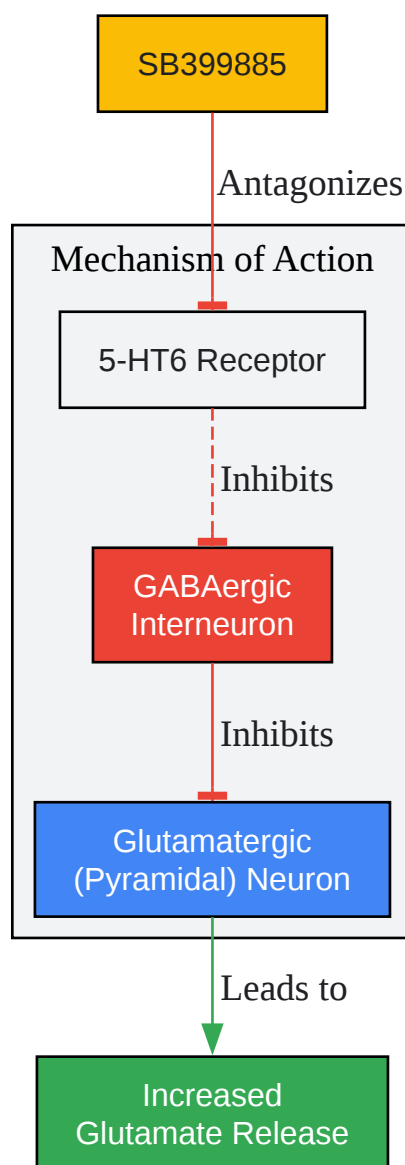 SB399885
Antagonizes
Mechanism of Action
5-HT6 Receptor
Inhibits
GABAergic
Interneuron
Inhibits
Glutamatergic
(Pyramidal) Neuron
Leads to
Increased
Glutamate Release